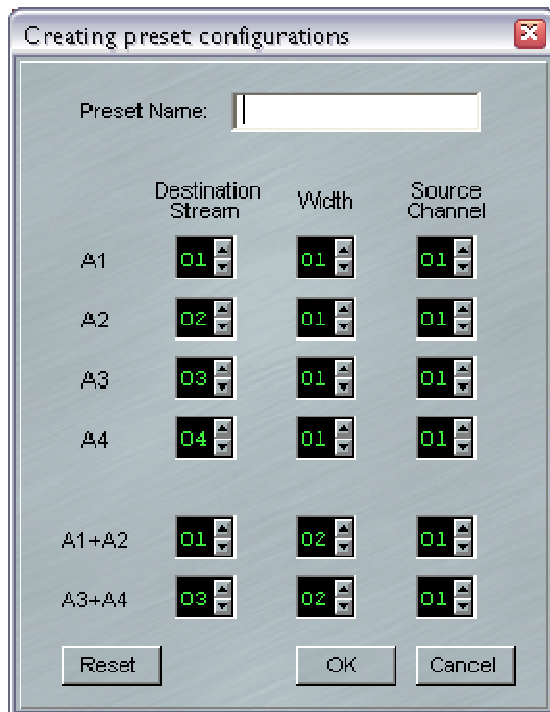 Creating preset configurations
Preset Name:
Destination Stream Width Source Channel
A1 01 01 01
A2 02 01 01
A3 03 01 01
A4 04 01 01
A1+A2 01 02 01
A3+A4 03 02 01
Reset OK Cancel